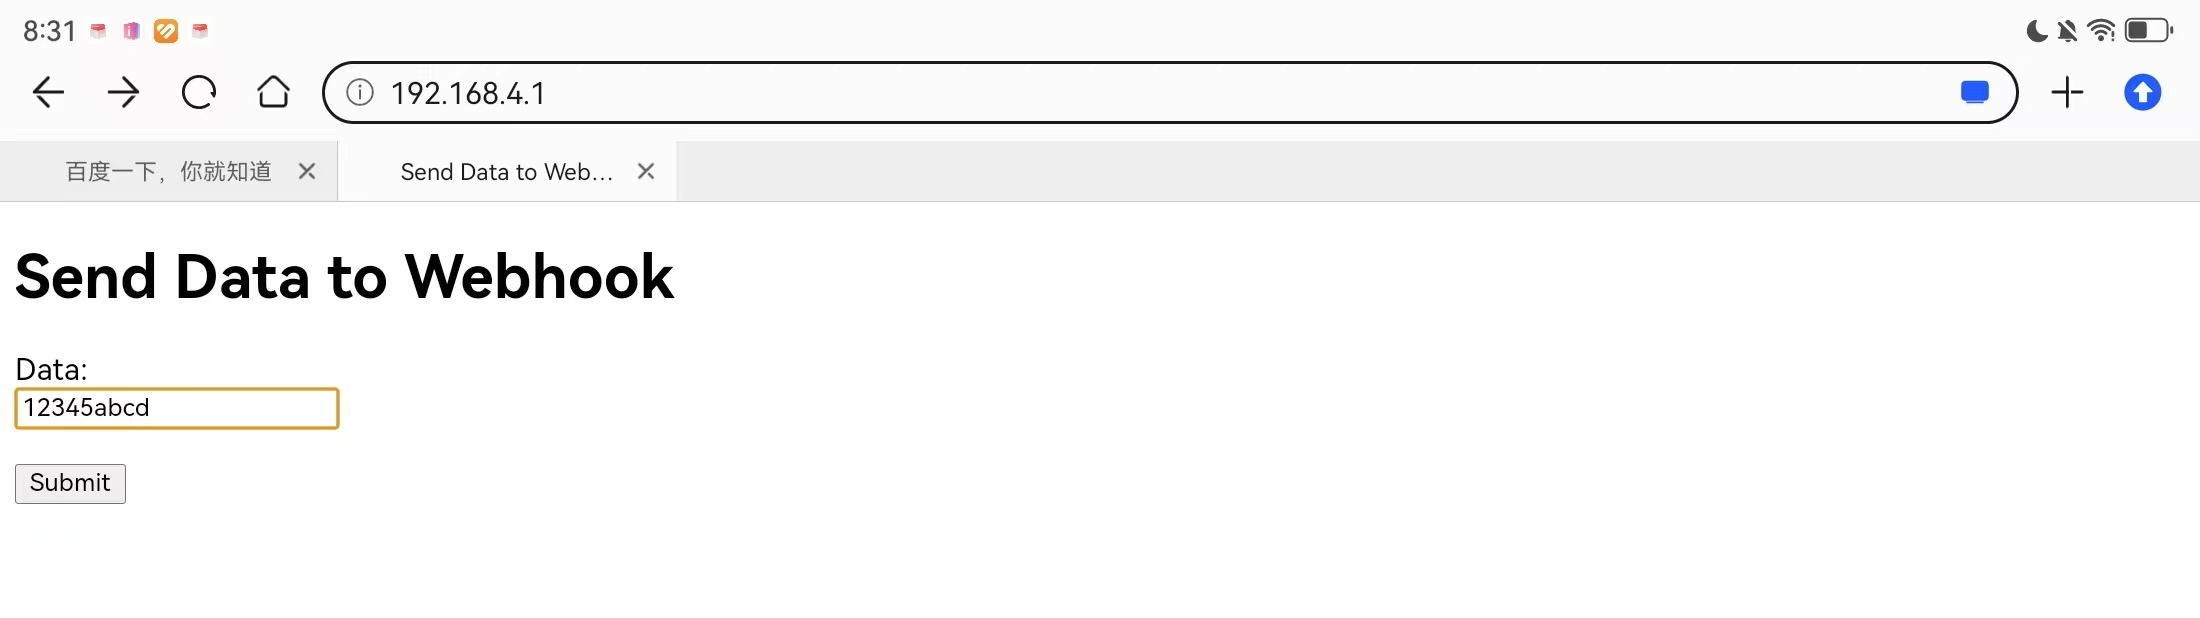 8:31
192.168.4.1
百度一下，你就知道
Send Data to Web...
Send Data to Webhook
Data:
12345abcd
Submit